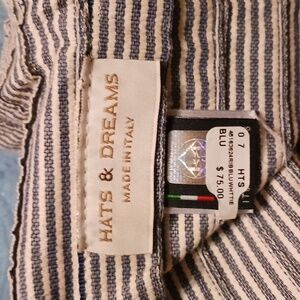 HATS & DREAMS
MADE IN ITALY
0 7 HTS
BLU
$ 75.00